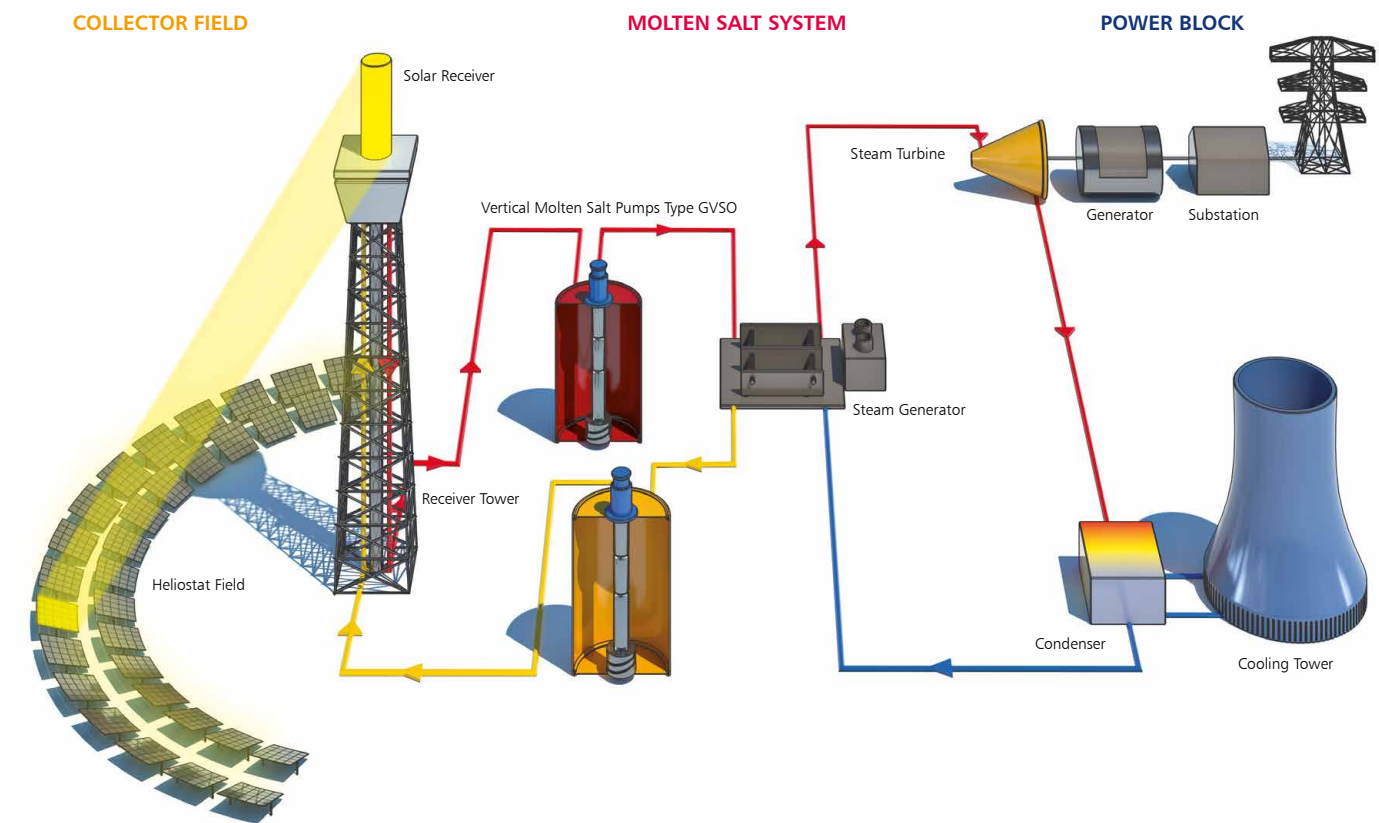 COLLECTOR FIELD
MOLTEN SALT SYSTEM
POWER BLOCK
Solar Receiver
Steam Turbine
Vertical Molten Salt Pumps Type GVSO
Generator
Substation
Steam Generator
Receiver Tower
Heliostat Field
Condenser
Cooling Tower